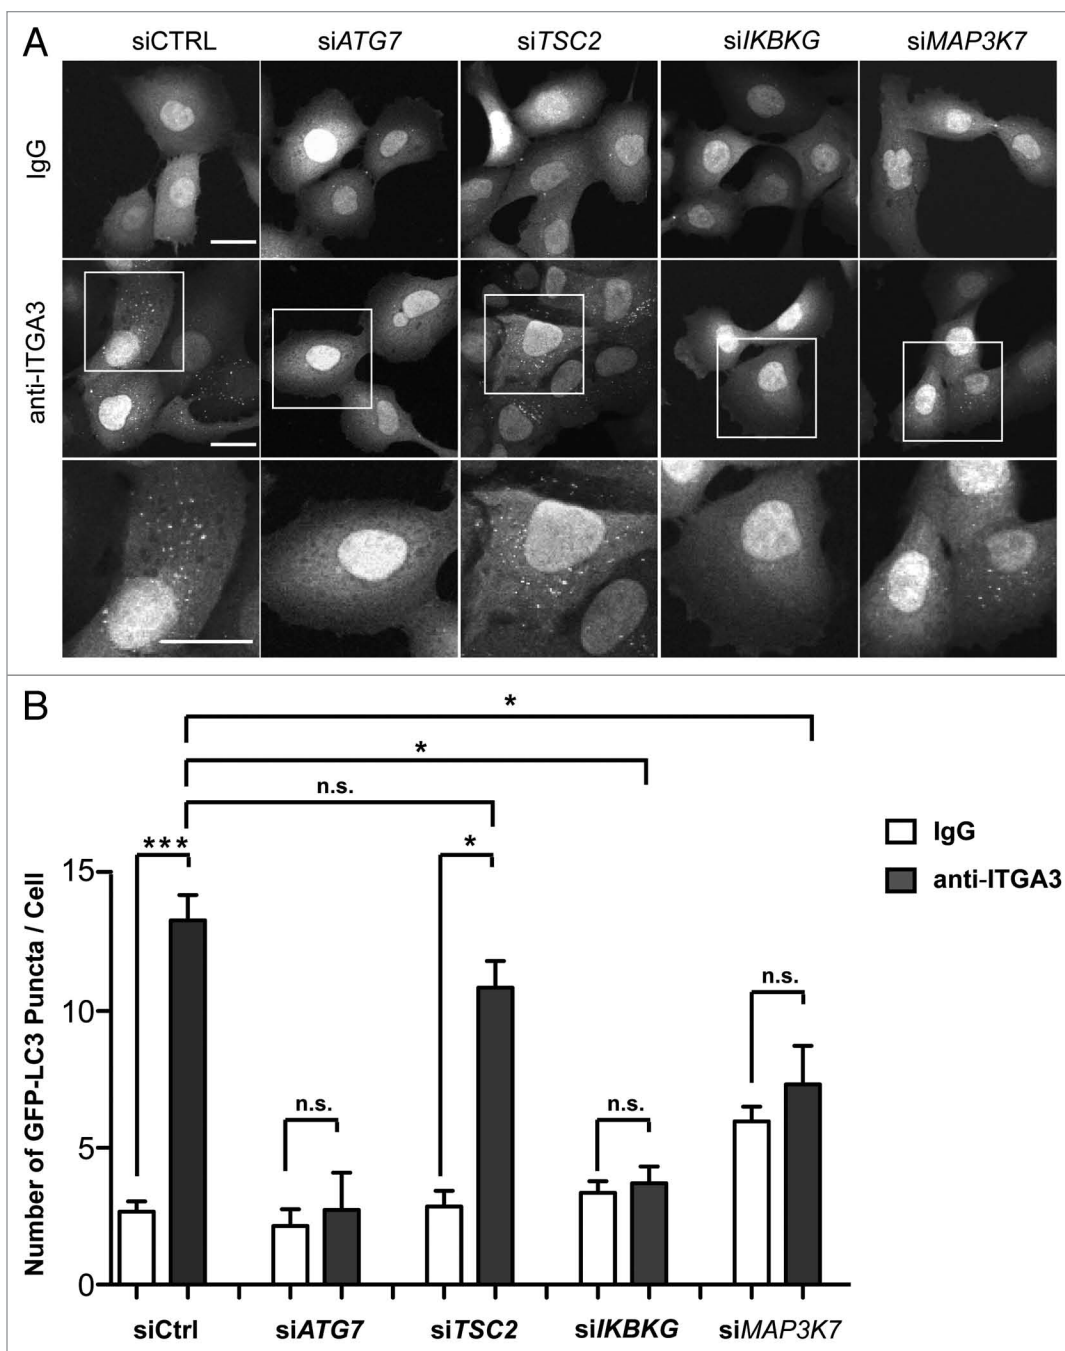 A
siCTRL siATG7 siTSC2 siIKBKG siMAP3K7
IgG
anti-ITGA3
B
*
*
n.s.
*** *
IgG
anti-ITGA3
Number of GFP-LC3 Puncta / Cell
15
10
5
0
n.s. n.s. n.s.
siCtrl siATG7 siTSC2 siIKBKG siMAP3K7